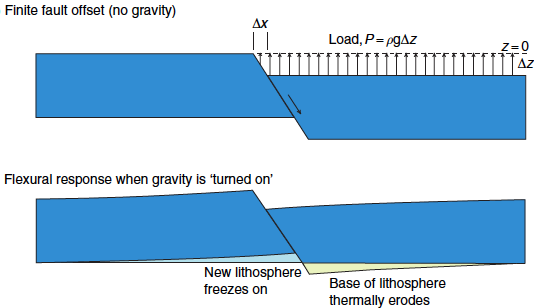 Finite fault offset (no gravity)
Δx
Load, P = ρgΔz
z = 0
Δz
Flexural response when gravity is ‘turned on’
New lithosphere
freezes on
Base of lithosphere
thermally erodes